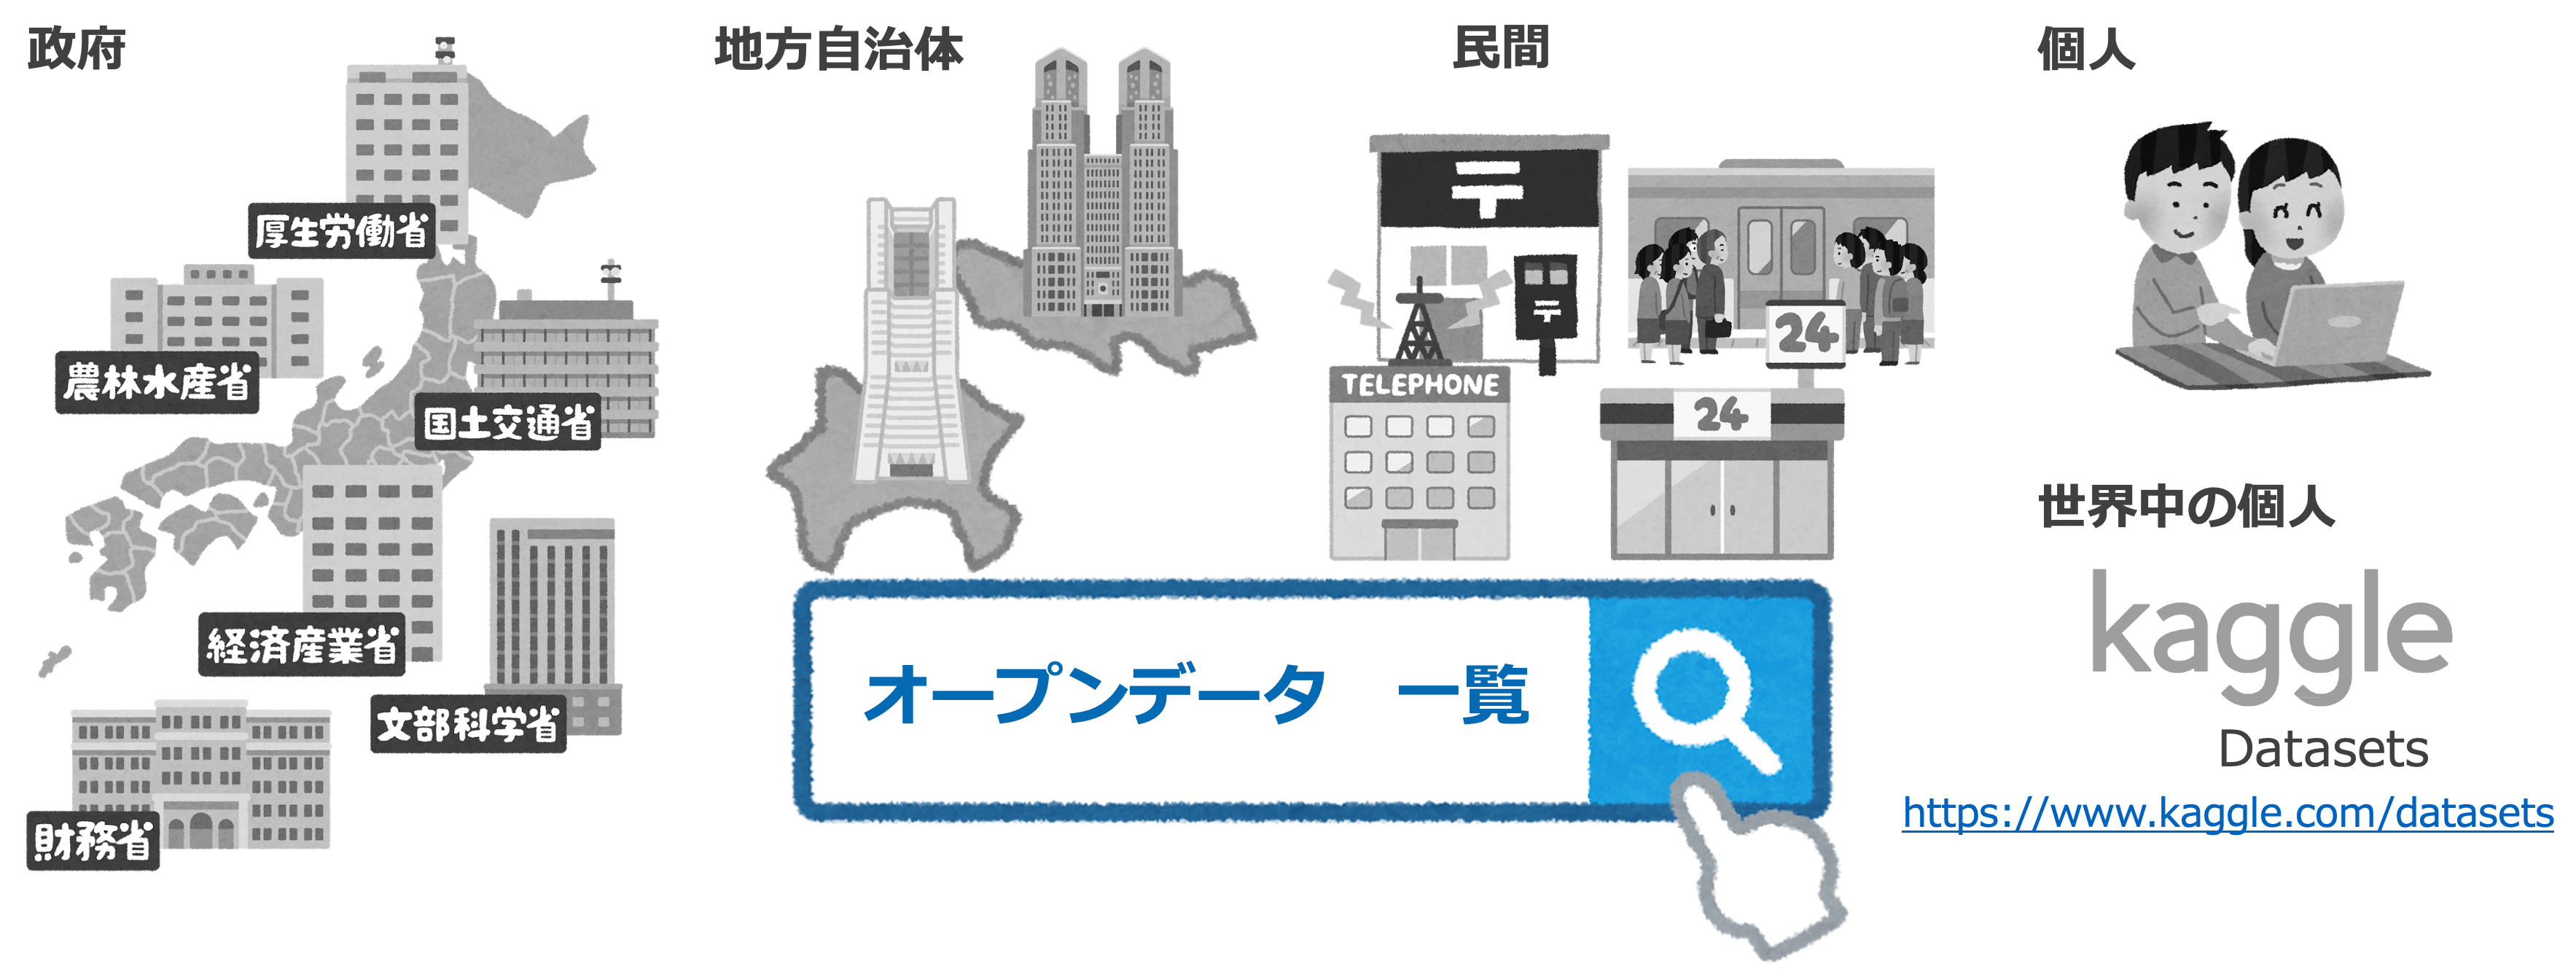 政府
厚生労働省
農林水産省
国土交通省
経済産業省
文部科学省
財務省
地方自治体
民間
〒
〒
TELEPHONE
24
24
オープンデータ　一覧
個人
世界中の個人
kaggle
Datasets
https://www.kaggle.com/datasets